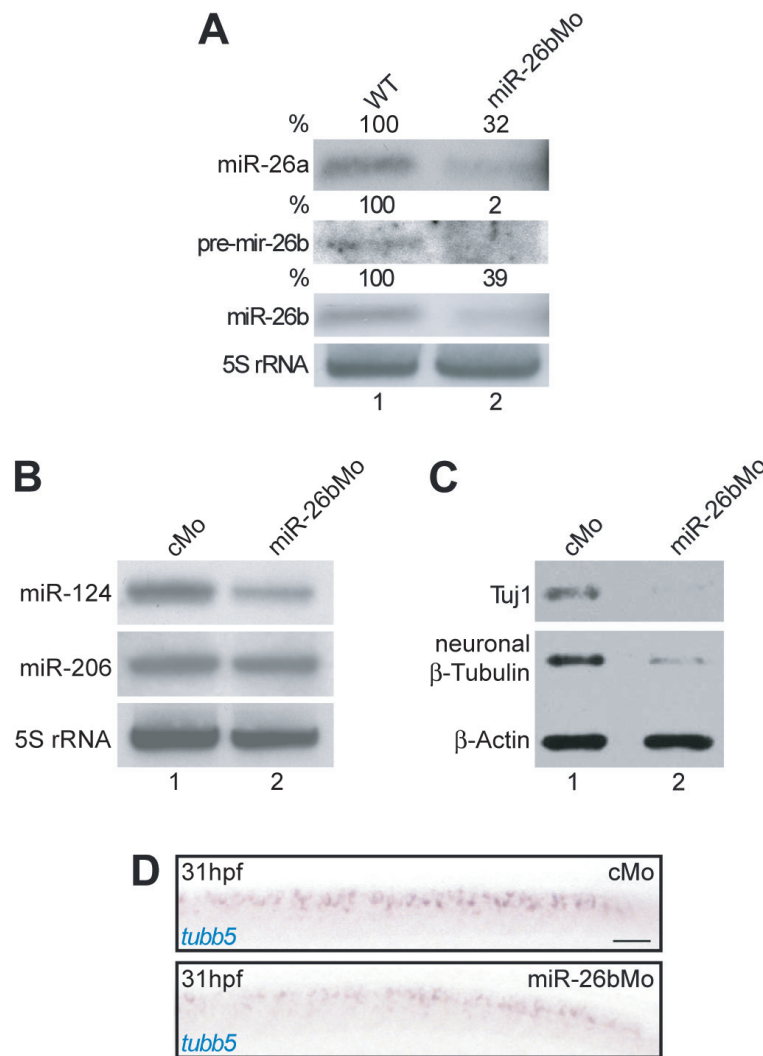 A
WT miR-26bMo
% 100 32
miR-26a
% 100 2
pre-mir-26b
% 100 39
miR-26b
5S rRNA
1 2
B
cMo miR-26bMo
miR-124
miR-206
5S rRNA
1 2
C
cMo miR-26bMo
Tuj1
neuronal
β-Tubulin
β-Actin
1 2
D
31hpf cMo
tubb5
31hpf miR-26bMo
tubb5